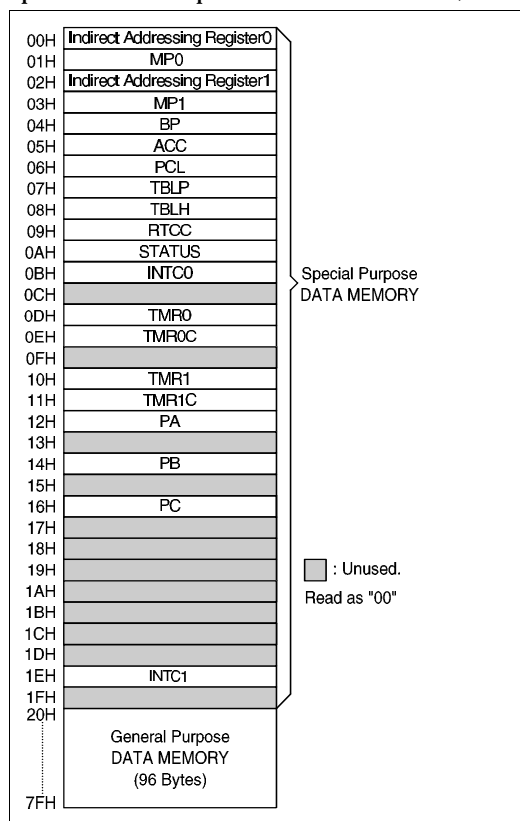 00H Indirect Addressing Register0
01H MP0
02H Indirect Addressing Register1
03H MP1
04H BP
05H ACC
06H PCL
07H TBLP
08H TBLH
09H RTCC
0AH STATUS
0BH INTC0
0CH
0DH TMR0
0EH TMR0C
0FH
10H TMR1
11H TMR1C
12H PA
13H
14H PB
15H
16H PC
17H
18H
19H
1AH
1BH
1CH
1DH
1EH INTC1
1FH
20H
General Purpose
DATA MEMORY
(96 Bytes)
7FH
Special Purpose
DATA MEMORY
: Unused.
Read as "00"